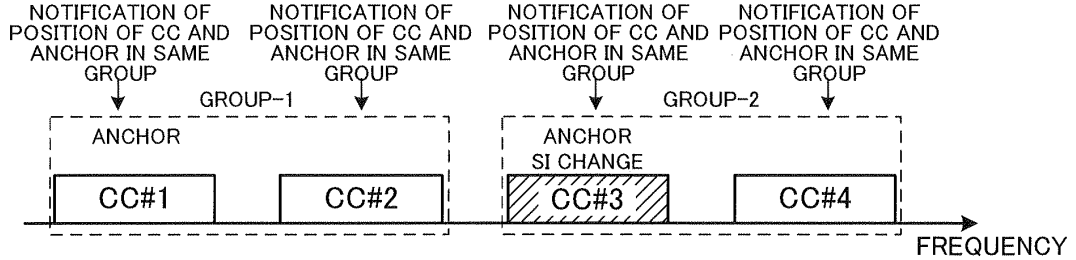 NOTIFICATION OF
POSITION OF CC AND
ANCHOR IN SAME
GROUP
NOTIFICATION OF
POSITION OF CC AND
ANCHOR IN SAME
GROUP
NOTIFICATION OF
POSITION OF CC AND
ANCHOR IN SAME
GROUP
NOTIFICATION OF
POSITION OF CC AND
ANCHOR IN SAME
GROUP
GROUP-1
GROUP-2
ANCHOR
ANCHOR
SI CHANGE
CC#1
CC#2
CC#3
CC#4
FREQUENCY